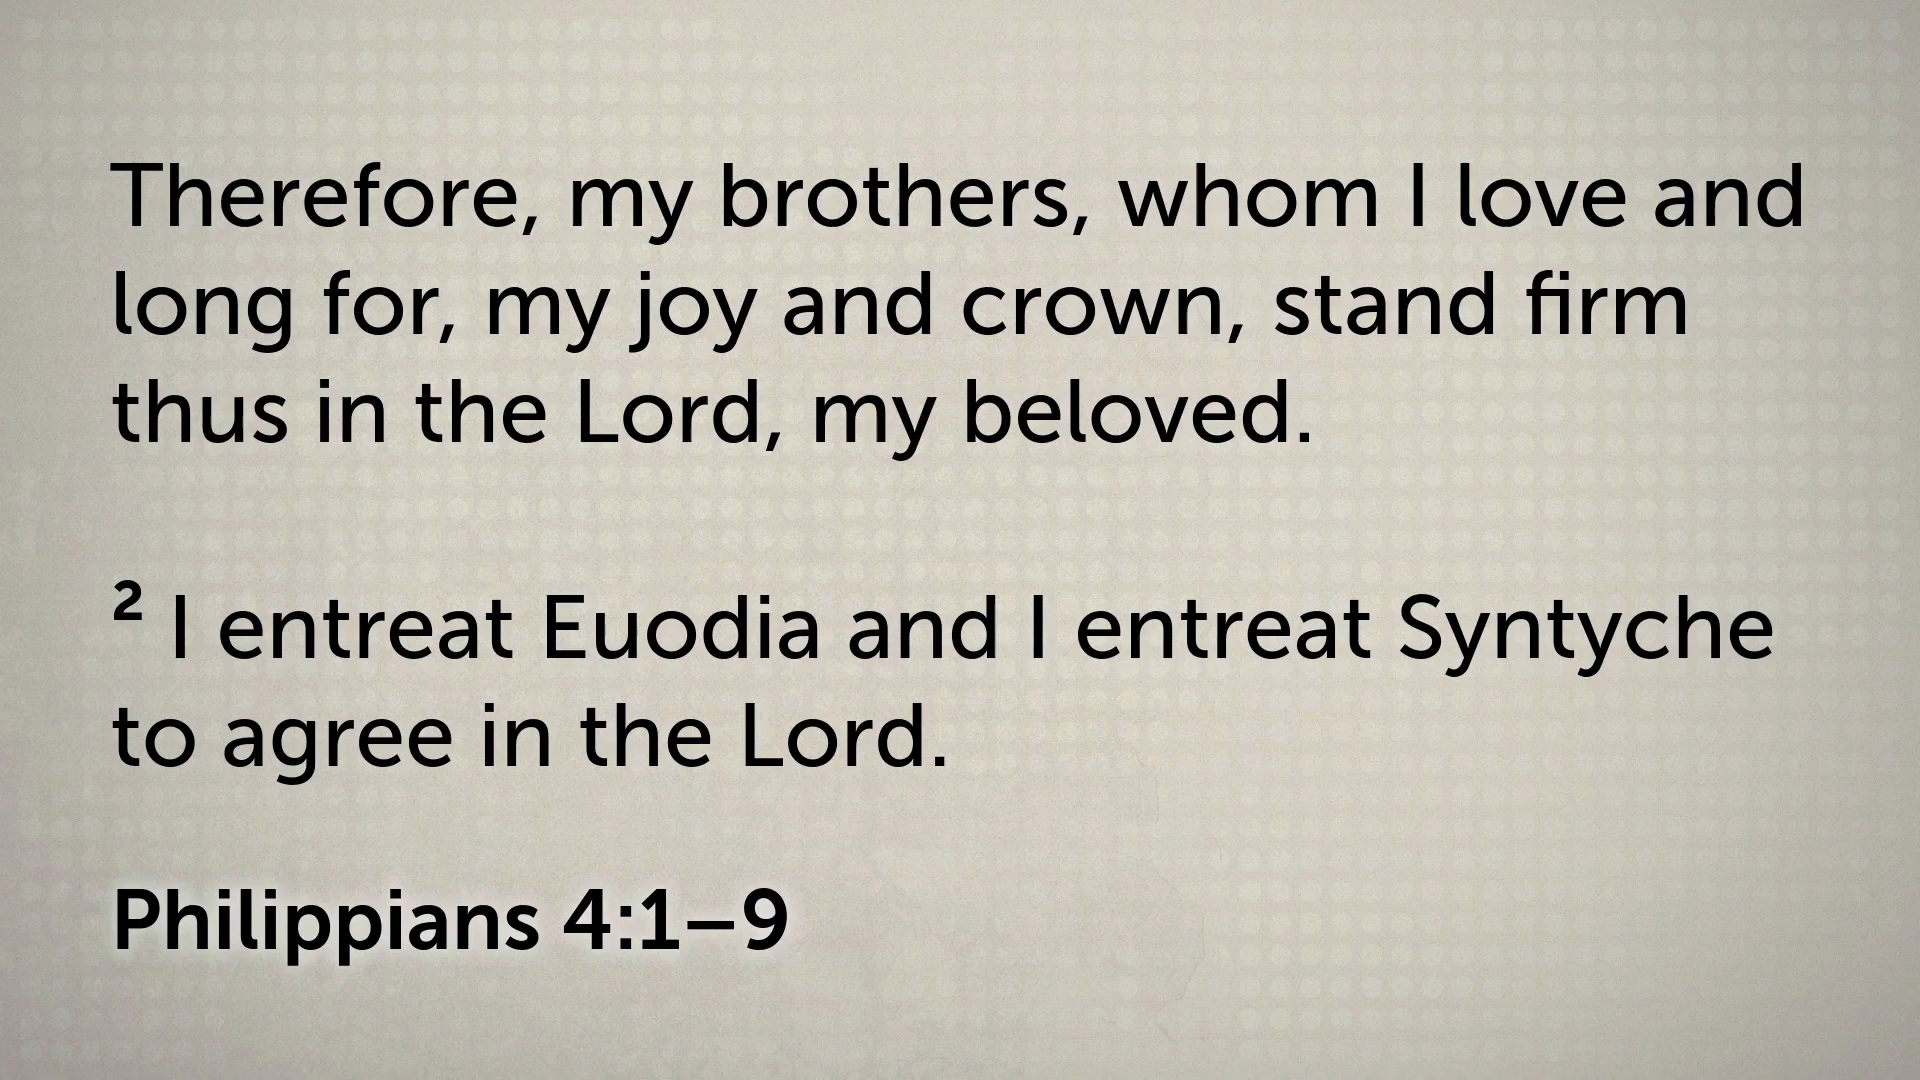 Therefore, my brothers, whom I love and
long for, my joy and crown, stand firm
thus in the Lord, my beloved.
² I entreat Euodia and I entreat Syntyche
to agree in the Lord.
Philippians 4:1–9